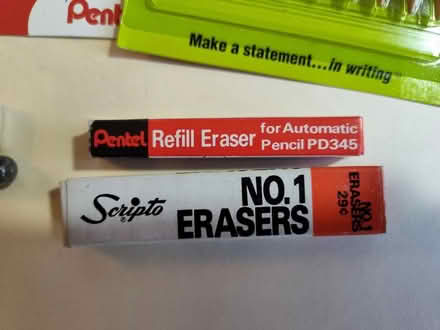 Pentel
Make a statement...in writing™
Pentel Refill Eraser for Automatic
Pencil PD345
Scripto®
NO.1
ERASERS
NO.1
ERASERS
29¢